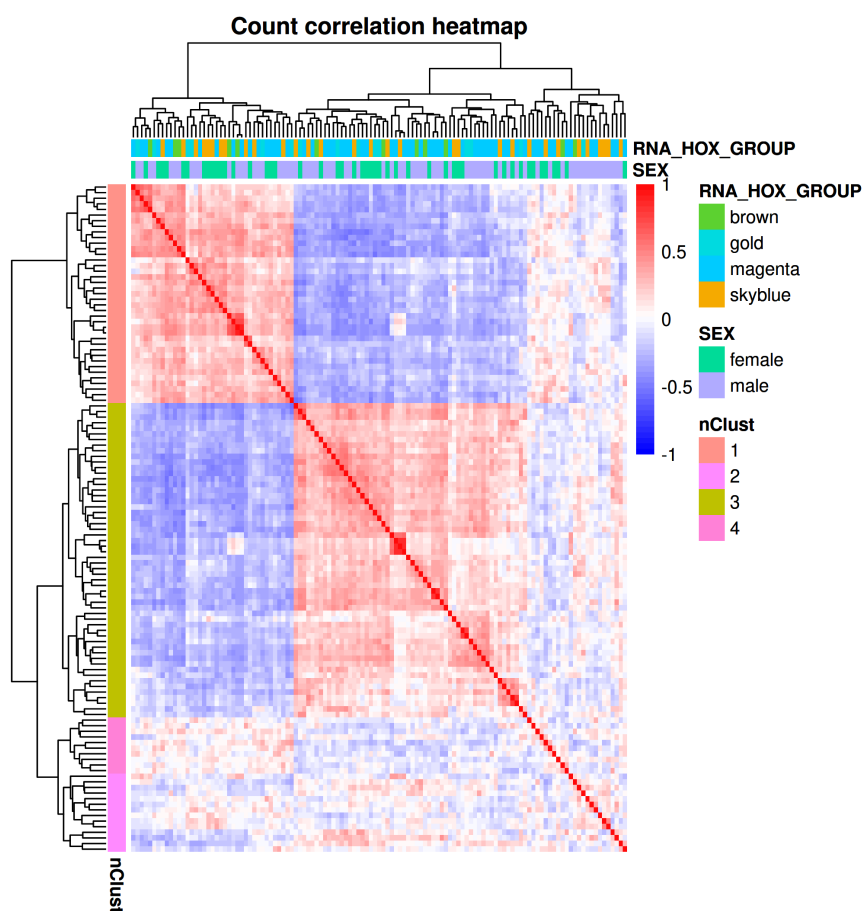 Count correlation heatmap
RNA_HOX_GROUP
SEX
1
0.5
0
-0.5
-1
RNA_HOX_GROUP
brown
gold
magenta
skyblue
SEX
female
male
nClust
1
2
3
4
nClust